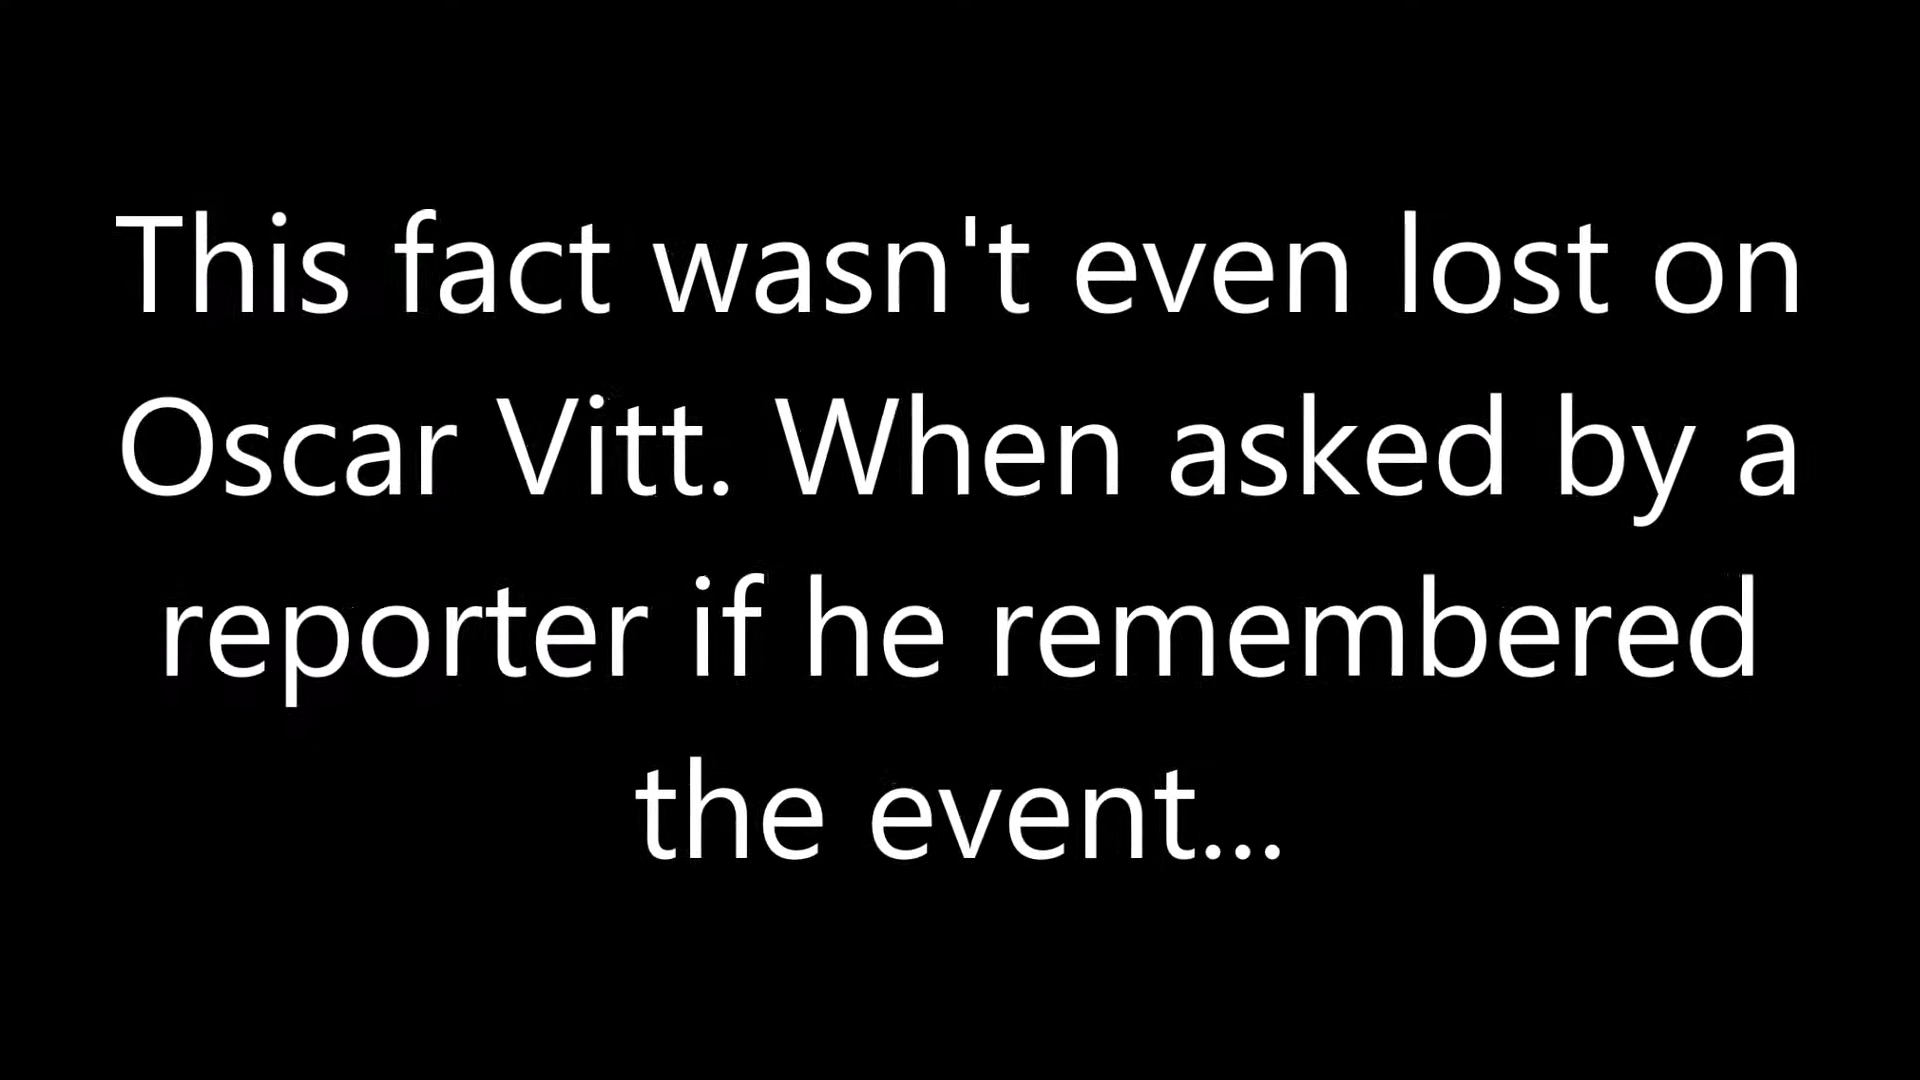 This fact wasn't even lost on
Oscar Vitt. When asked by a
reporter if he remembered
the event...